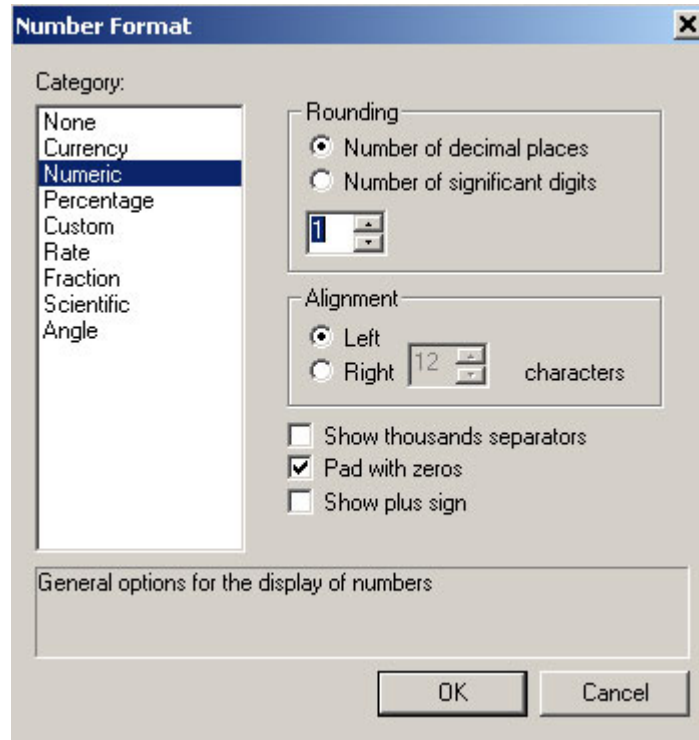 Number Format
Category:
None
Currency
Numeric
Percentage
Custom
Rate
Fraction
Scientific
Angle
Rounding
Number of decimal places
Number of significant digits
1
Alignment
Left
Right 12 characters
Show thousands separators
Pad with zeros
Show plus sign
General options for the display of numbers
OK Cancel